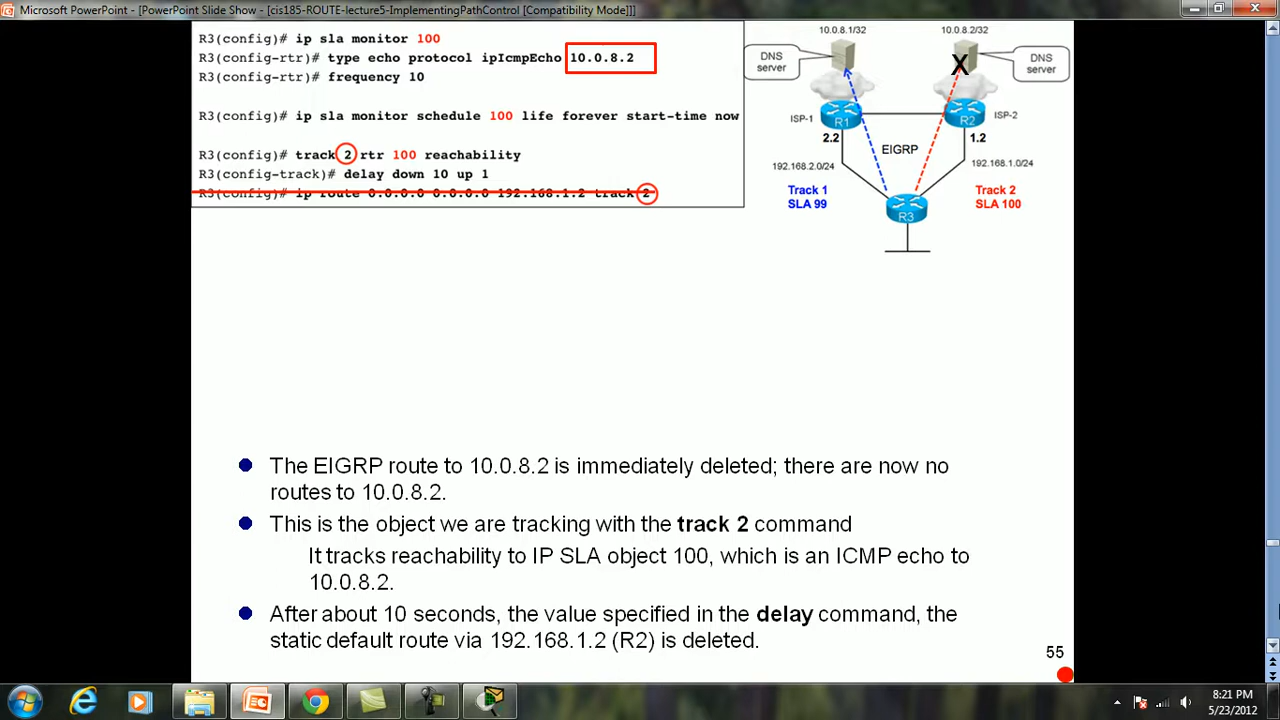 Microsoft PowerPoint - [PowerPoint Slide Show - [cis185-ROUTE-lecture5-ImplementingPathControl [Compatibility Mode]]]
R3(config)# ip sla monitor 100
R3(config-rtr)# type echo protocol ipIcmpEcho 10.0.8.2
R3(config-rtr)# frequency 10
R3(config)# ip sla monitor schedule 100 life forever start-time now
R3(config)# track 2 rtr 100 reachability
R3(config-track)# delay down 10 up 1
R3(config)# ip route 0.0.0.0 0.0.0.0 192.168.1.2 track 2
10.0.8.1/32
10.0.8.2/32
DNS
server
X
DNS
server
ISP-1
R1
R2
ISP-2
2.2
1.2
EIGRP
192.168.2.0/24
192.168.1.0/24
Track 1
SLA 99
Track 2
SLA 100
R3
The EIGRP route to 10.0.8.2 is immediately deleted; there are now no
routes to 10.0.8.2.
This is the object we are tracking with the track 2 command
It tracks reachability to IP SLA object 100, which is an ICMP echo to
10.0.8.2.
After about 10 seconds, the value specified in the delay command, the
static default route via 192.168.1.2 (R2) is deleted.
55
8:21 PM
5/23/2012